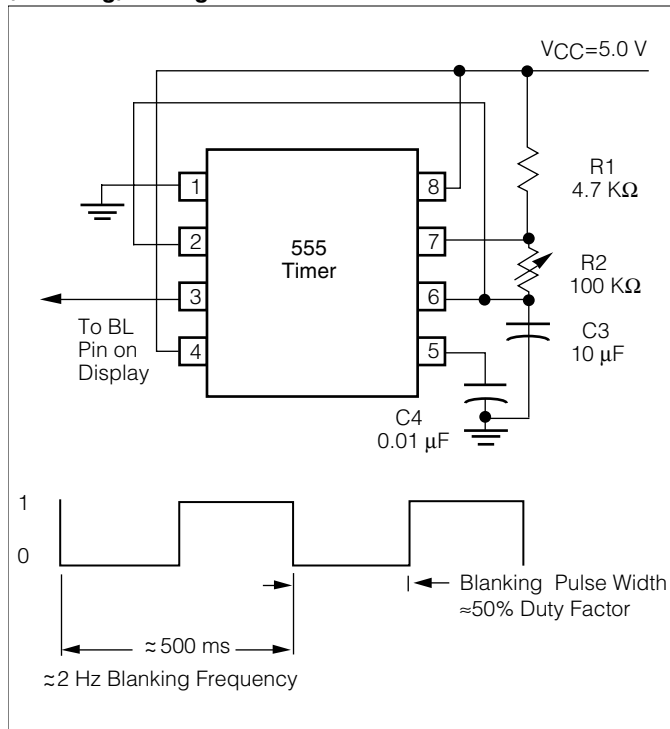 VCC=5.0 V
1
2
3
4
8
7
6
5
555
Timer
R1
4.7 KΩ
R2
100 KΩ
C3
10 µF
To BL
Pin on
Display
C4
0.01 µF
1
0
Blanking Pulse Width
≈50% Duty Factor
≈ 500 ms
≈2 Hz Blanking Frequency